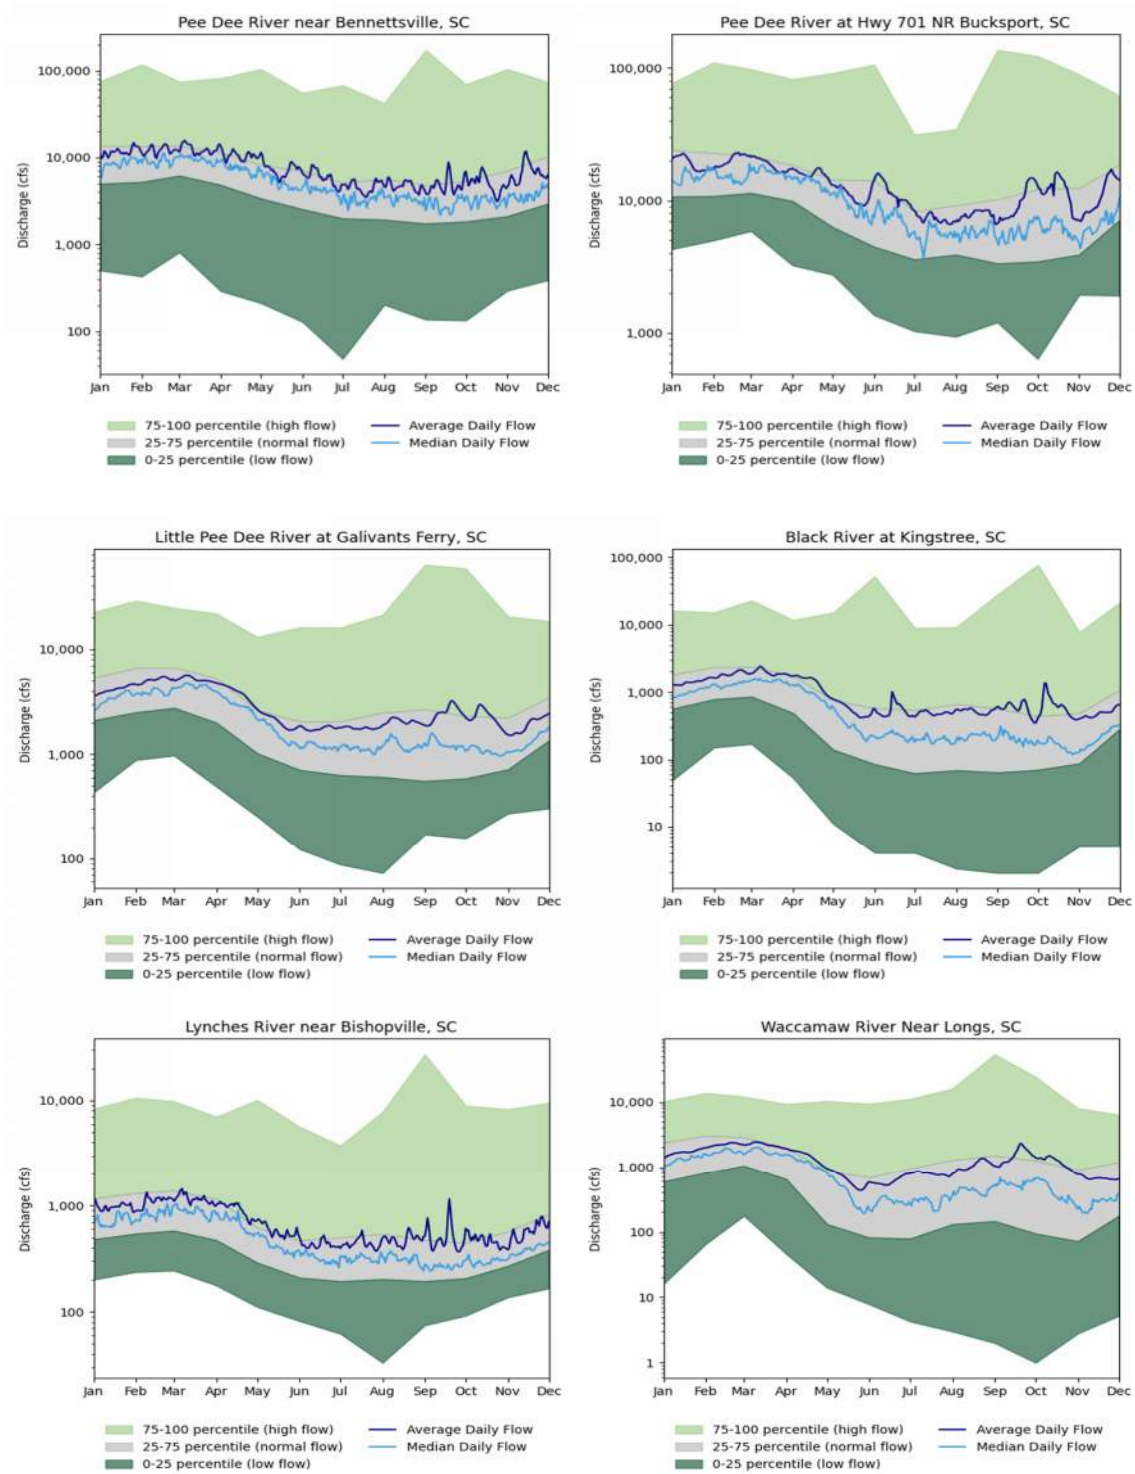 Pee Dee River near Bennettsville, SC
Discharge (cfs)
100,000
10,000
1,000
100
Jan Feb Mar Apr May Jun Jul Aug Sep Oct Nov Dec
75-100 percentile (high flow) Average Daily Flow
25-75 percentile (normal flow) Median Daily Flow
0-25 percentile (low flow)
Pee Dee River at Hwy 701 NR Bucksport, SC
Discharge (cfs)
100,000
10,000
1,000
Jan Feb Mar Apr May Jun Jul Aug Sep Oct Nov Dec
75-100 percentile (high flow) Average Daily Flow
25-75 percentile (normal flow) Median Daily Flow
0-25 percentile (low flow)
Little Pee Dee River at Galivants Ferry, SC
Discharge (cfs)
10,000
1,000
100
Jan Feb Mar Apr May Jun Jul Aug Sep Oct Nov Dec
75-100 percentile (high flow) Average Daily Flow
25-75 percentile (normal flow) Median Daily Flow
0-25 percentile (low flow)
Black River at Kingstree, SC
Discharge (cfs)
100,000
10,000
1,000
100
10
Jan Feb Mar Apr May Jun Jul Aug Sep Oct Nov Dec
75-100 percentile (high flow) Average Daily Flow
25-75 percentile (normal flow) Median Daily Flow
0-25 percentile (low flow)
Lynches River near Bishopville, SC
Discharge (cfs)
10,000
1,000
100
Jan Feb Mar Apr May Jun Jul Aug Sep Oct Nov Dec
75-100 percentile (high flow) Average Daily Flow
25-75 percentile (normal flow) Median Daily Flow
0-25 percentile (low flow)
Waccamaw River Near Longs, SC
Discharge (cfs)
10,000
1,000
100
10
1
Jan Feb Mar Apr May Jun Jul Aug Sep Oct Nov Dec
75-100 percentile (high flow) Average Daily Flow
25-75 percentile (normal flow) Median Daily Flow
0-25 percentile (low flow)